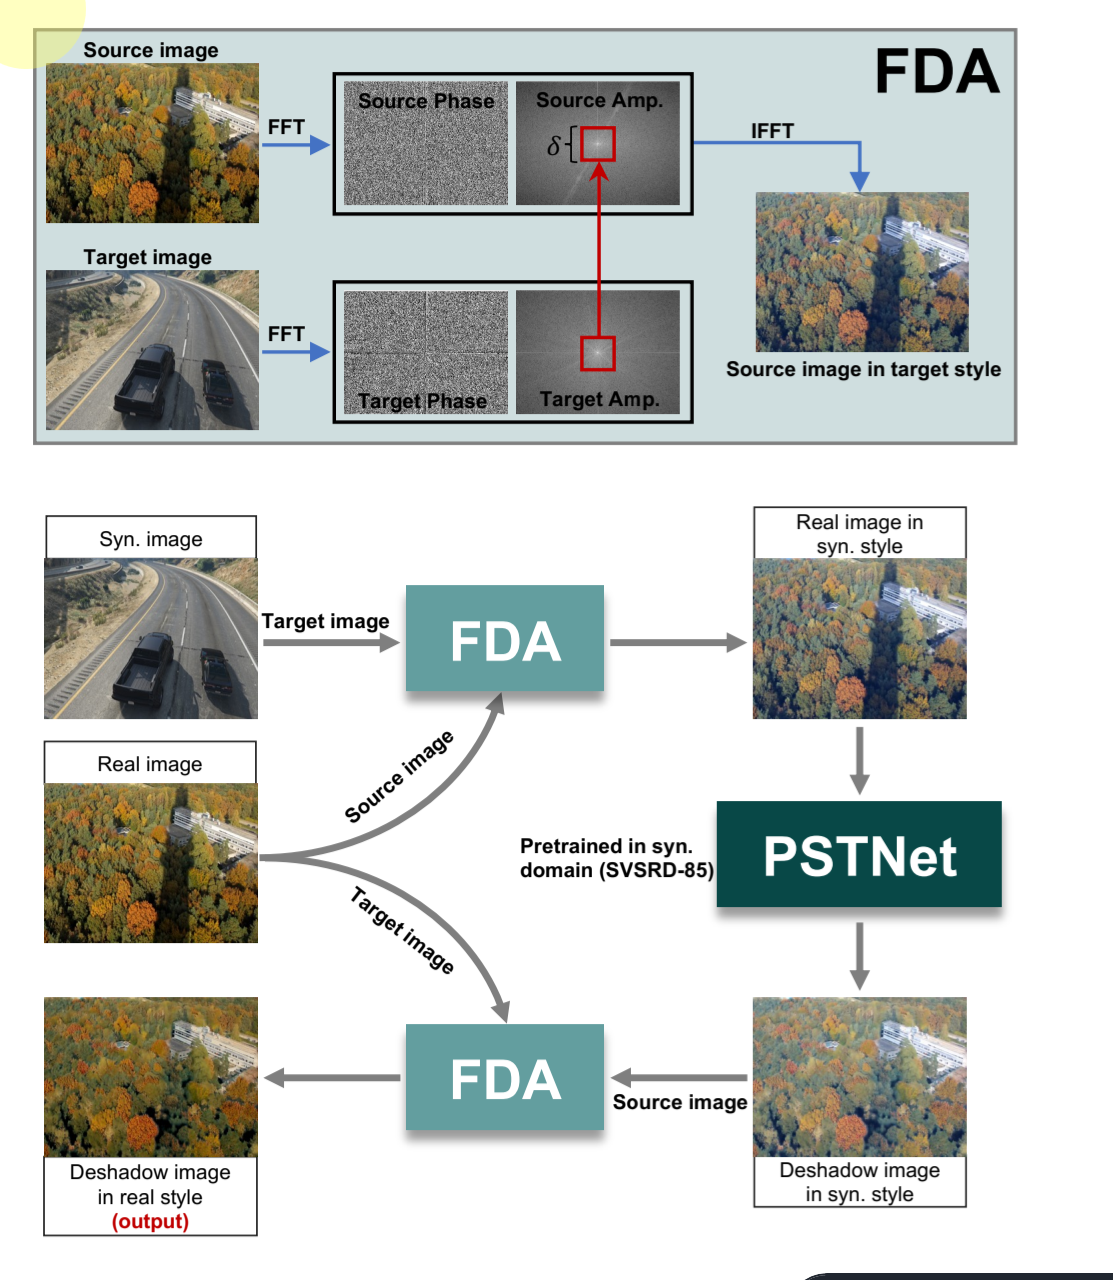 Source image
FDA
Source Phase
Source Amp.
δ
FFT
IFFT
Target image
FFT
Target Phase
Target Amp.
Source image in target style
Syn. image
Real image in
syn. style
Target image
FDA
Real image
Source image
Pretrained in syn.
domain (SVSRD-85)
PSTNet
Target image
FDA
Source image
Deshadow image
in real style
(output)
Deshadow image
in syn. style